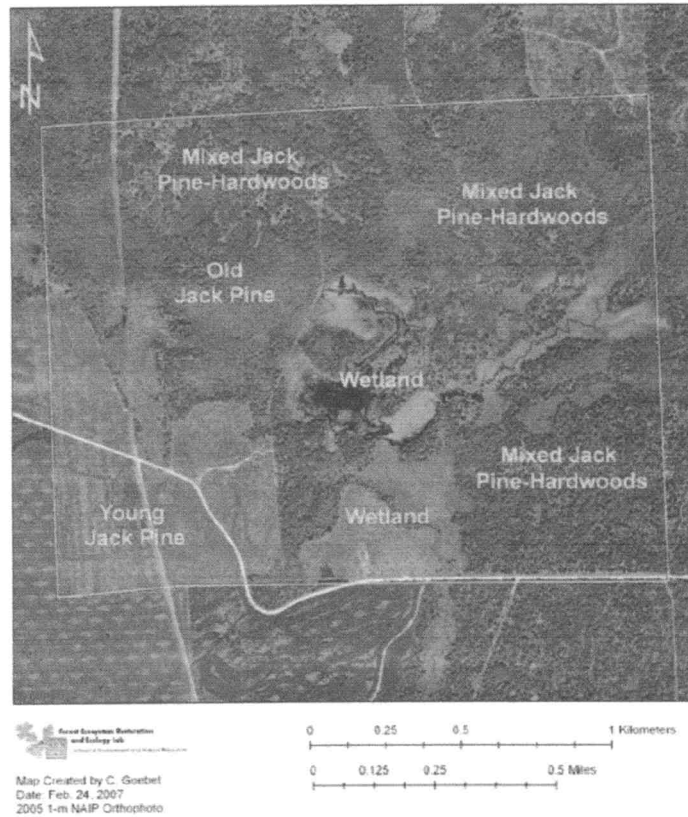 N
Mixed Jack
Pine-Hardwoods
Mixed Jack
Pine-Hardwoods
Old
Jack Pine
Wetland
Mixed Jack
Pine-Hardwoods
Young
Jack Pine
Wetland
Forest Ecosystem Restoration
and Ecology Lab
0 0.25 0.5 1 Kilometers
0 0.125 0.25 0.5 Miles
Map Created by C. Goebel
Date: Feb. 24, 2007
2005 1-m NAIP Orthophoto